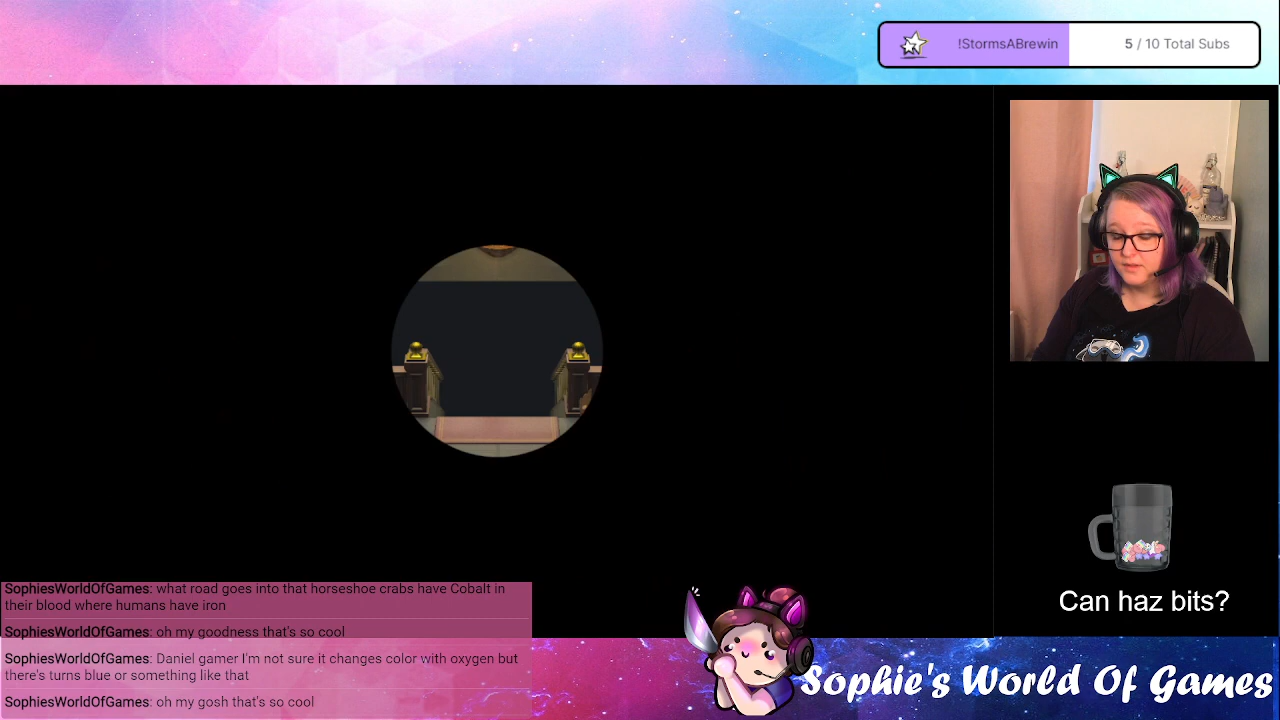 !StormsABrewin 5 / 10 Total Subs
SophiesWorldOfGames: what road goes into that horseshoe crabs have Cobalt in
their blood where humans have iron
SophiesWorldOfGames: oh my goodness that's so cool
SophiesWorldOfGames: Daniel gamer I'm not sure it changes color with oxygen but
there's turns blue or something like that
SophiesWorldOfGames: oh my gosh that's so cool
Can haz bits?
Sophie's World Of Games